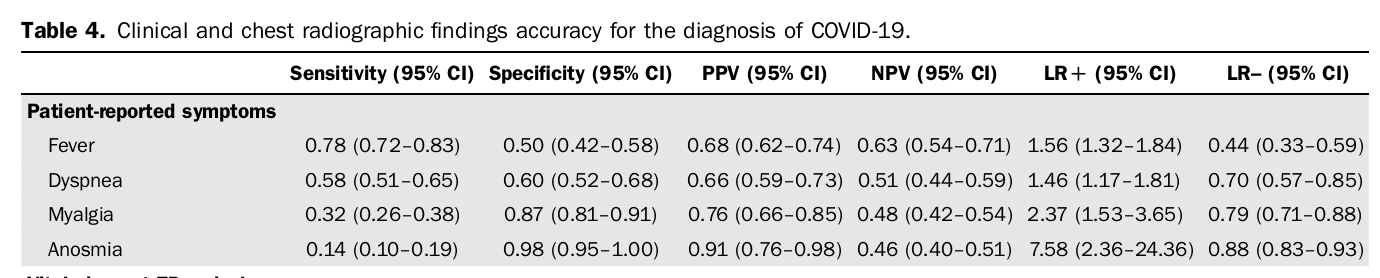 Table 4. Clinical and chest radiographic findings accuracy for the diagnosis of COVID-19.
Sensitivity (95% CI) Specificity (95% CI) PPV (95% CI) NPV (95% CI) LR+ (95% CI) LR– (95% CI)
Patient-reported symptoms
Fever 0.78 (0.72–0.83) 0.50 (0.42–0.58) 0.68 (0.62–0.74) 0.63 (0.54–0.71) 1.56 (1.32–1.84) 0.44 (0.33–0.59)
Dyspnea 0.58 (0.51–0.65) 0.60 (0.52–0.68) 0.66 (0.59–0.73) 0.51 (0.44–0.59) 1.46 (1.17–1.81) 0.70 (0.57–0.85)
Myalgia 0.32 (0.26–0.38) 0.87 (0.81–0.91) 0.76 (0.66–0.85) 0.48 (0.42–0.54) 2.37 (1.53–3.65) 0.79 (0.71–0.88)
Anosmia 0.14 (0.10–0.19) 0.98 (0.95–1.00) 0.91 (0.76–0.98) 0.46 (0.40–0.51) 7.58 (2.36–24.36) 0.88 (0.83–0.93)